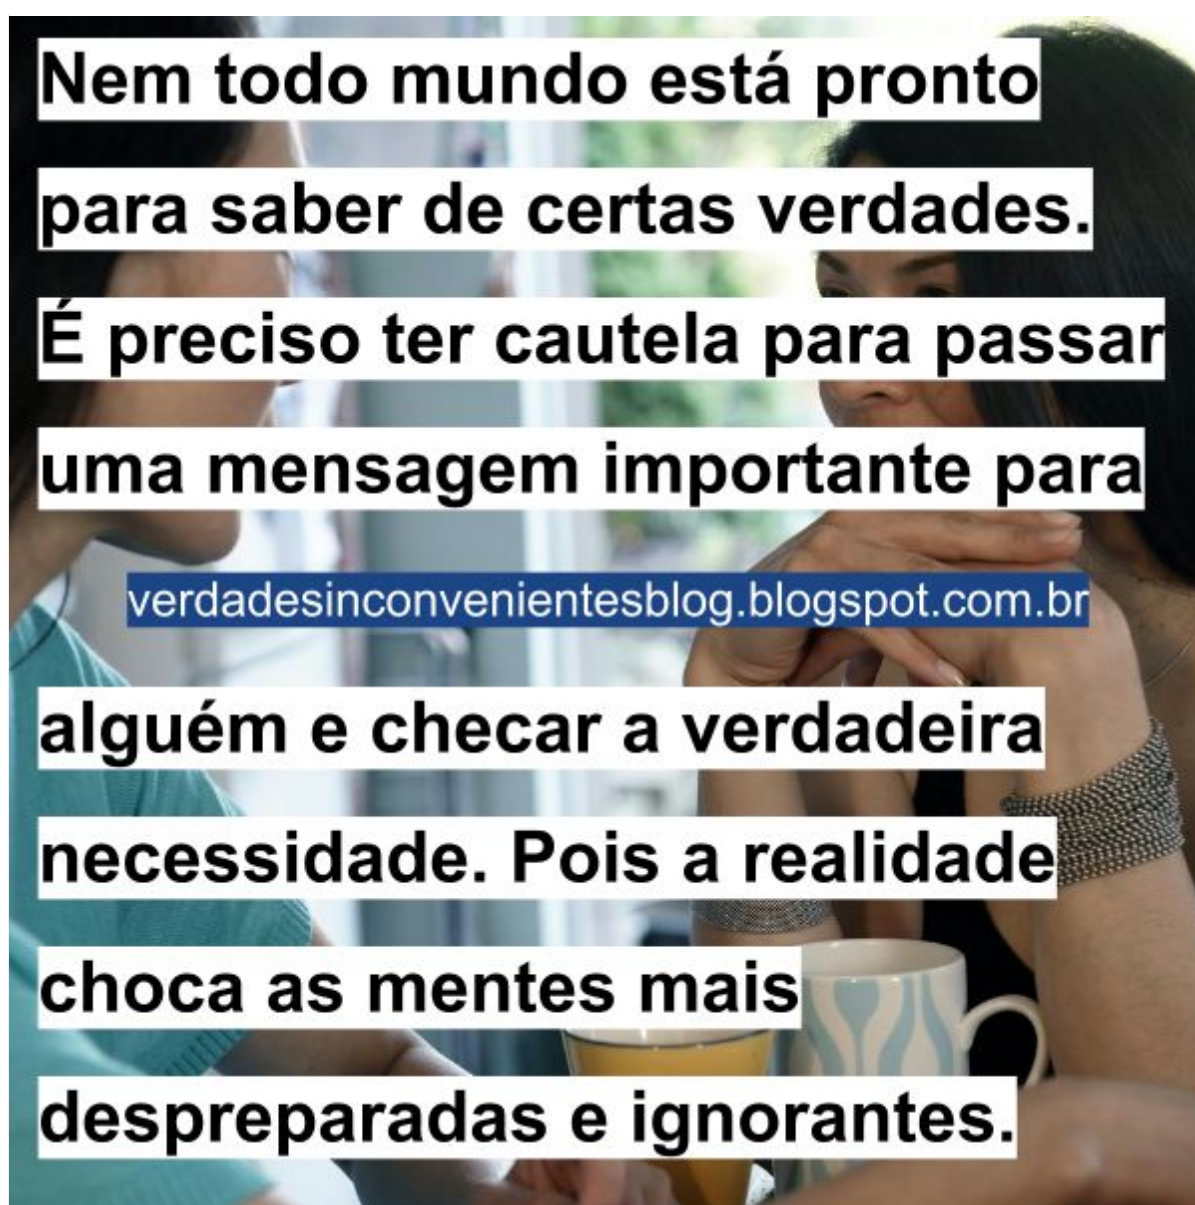 Nem todo mundo está pronto
para saber de certas verdades.
É preciso ter cautela para passar
uma mensagem importante para
verdadesinconvenientesblog.blogspot.com.br
alguém e checar a verdadeira
necessidade. Pois a realidade
choca as mentes mais
despreparadas e ignorantes.